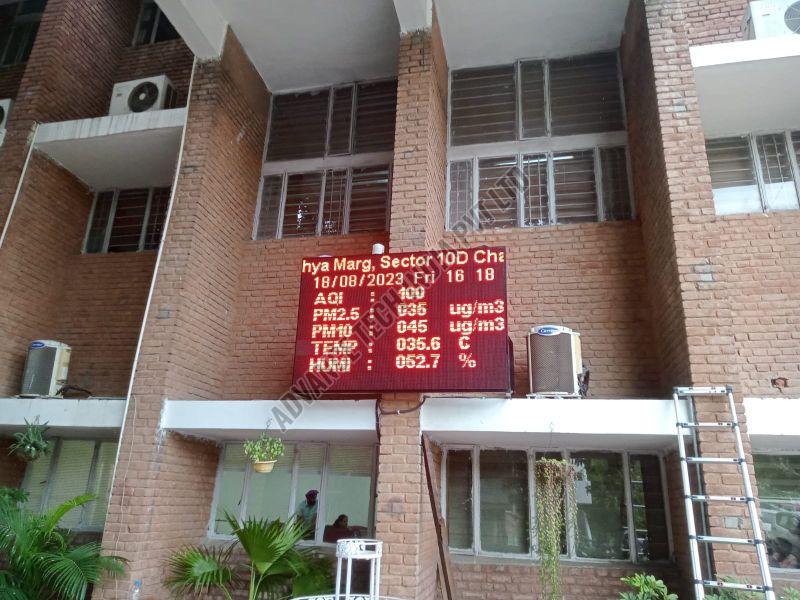 hya Marg, Sector 10D Cha
18/08/2023 Fri 16 18
AQI : 100
PM2.5 : 035 ug/m3
PM10 : 045 ug/m3
TEMP : 035.6 C
HUMI : 052.7 %
Carrier